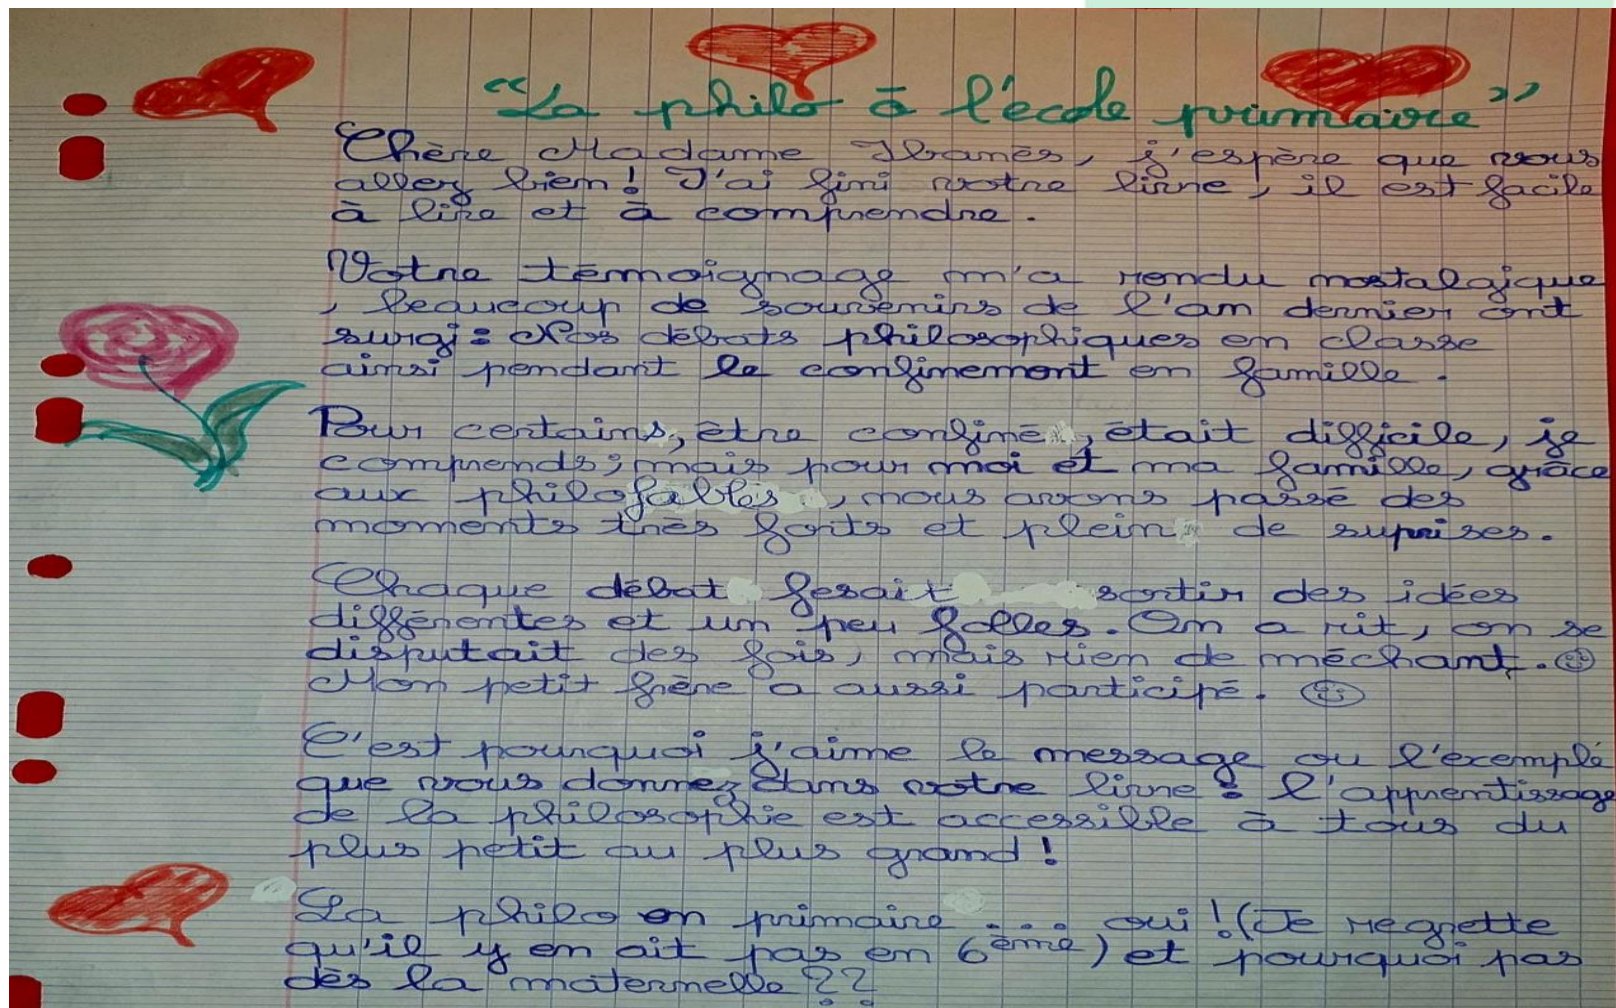 "La philo à l'école primaire"
Chère Madame Ibanès, j'espère que vous
allez bien! J'ai fini votre livre, il est facile
à lire et à comprendre.
Votre témoignage m'a rendu nostalgique
, beaucoup de souvenirs de l'an dernier ont
surgi: Nos débats philosophiques en classe
ainsi pendant le confinement en famille.
Pour certains, être confiné, était difficile, je
comprends; mais pour moi et ma famille, grâce
aux philofables, nous avons passé des
moments très forts et plein de suprises.
Chaque débat fesait sortir des idées
différentes et un peu folles. On a rit, on se
disputait des fois, mais rien de méchant. ☺
Mon petit frère a aussi participé. ☺
C'est pourquoi j'aime le message ou l'exemple
que vous donnez dans votre livre: l'apprentissage
de la philosophie est accessible à tous du
plus petit au plus grand!
La philo en primaire ... oui! (Je regrette
qu'il y en ait pas en 6ème) et pourquoi pas
dès la maternelle??